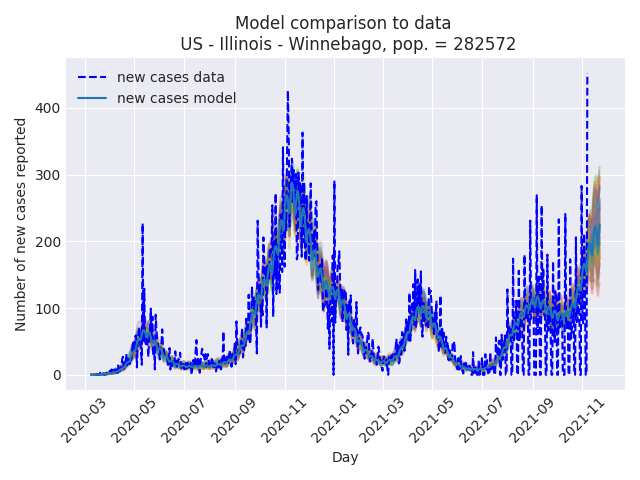 Model comparison to data
US - Illinois - Winnebago, pop. = 282572
new cases data
new cases model
Number of new cases reported
400
300
200
100
0
2020-03
2020-05
2020-07
2020-09
2020-11
2021-01
2021-03
2021-05
2021-07
2021-09
2021-11
Day